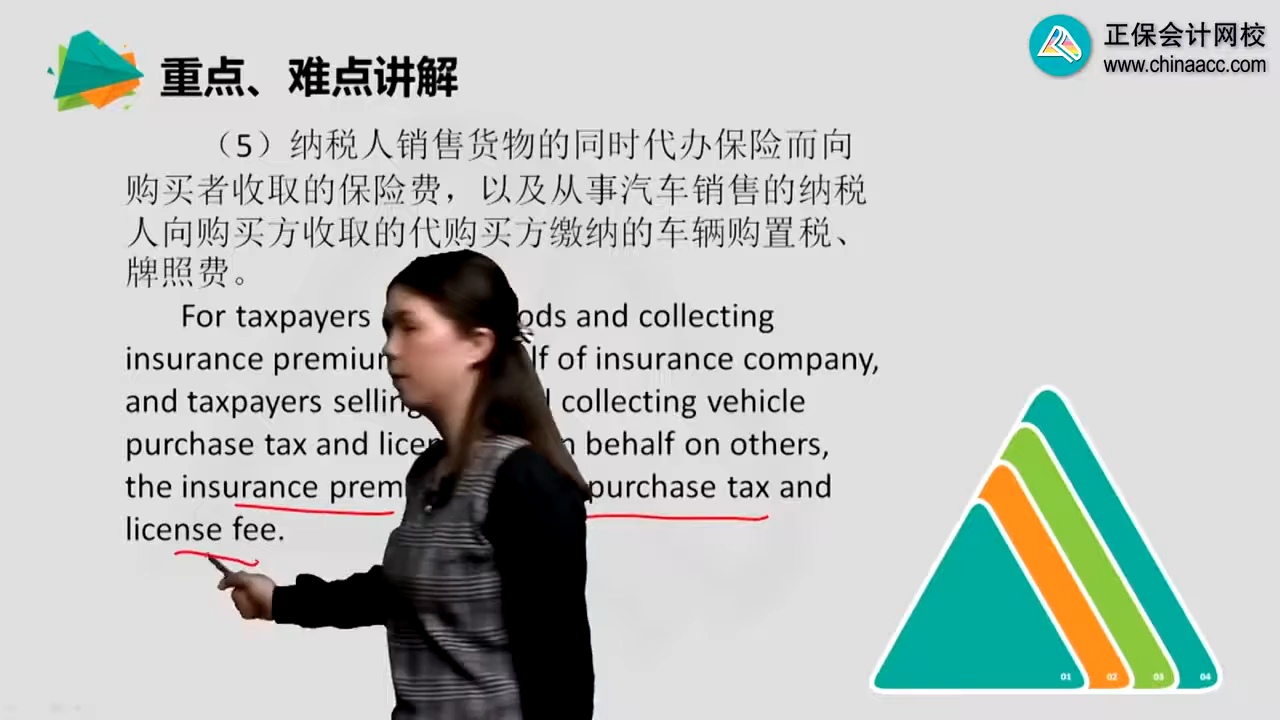 正保会计网校
www.chinaacc.com
重点、难点讲解
（5）纳税人销售货物的同时代办保险而向
购买者收取的保险费，以及从事汽车销售的纳税
人向购买方收取的代购买方缴纳的车辆购置税、
牌照费。
For taxpayers ods and collecting
insurance premium lf of insurance company,
and taxpayers selling collecting vehicle
purchase tax and licen behalf on others,
the insurance prem purchase tax and
license fee.
01 02 03 04